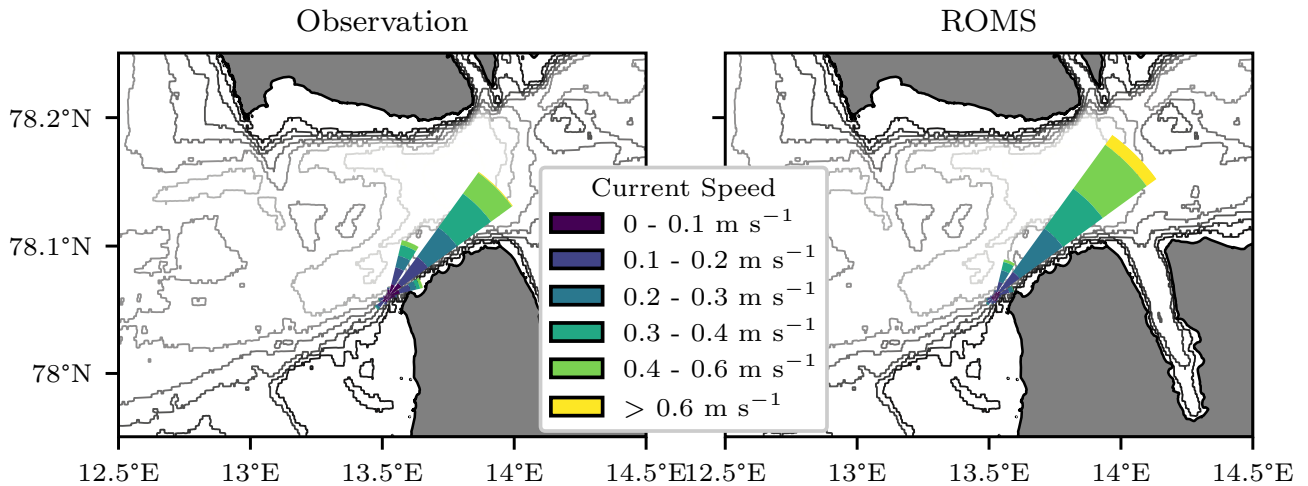 Observation
ROMS
78.2°N
78.1°N
78°N
Current Speed
0 - 0.1 m s⁻¹
0.1 - 0.2 m s⁻¹
0.2 - 0.3 m s⁻¹
0.3 - 0.4 m s⁻¹
0.4 - 0.6 m s⁻¹
> 0.6 m s⁻¹
12.5°E 13°E 13.5°E 14°E 14.5°E
12.5°E 13°E 13.5°E 14°E 14.5°E